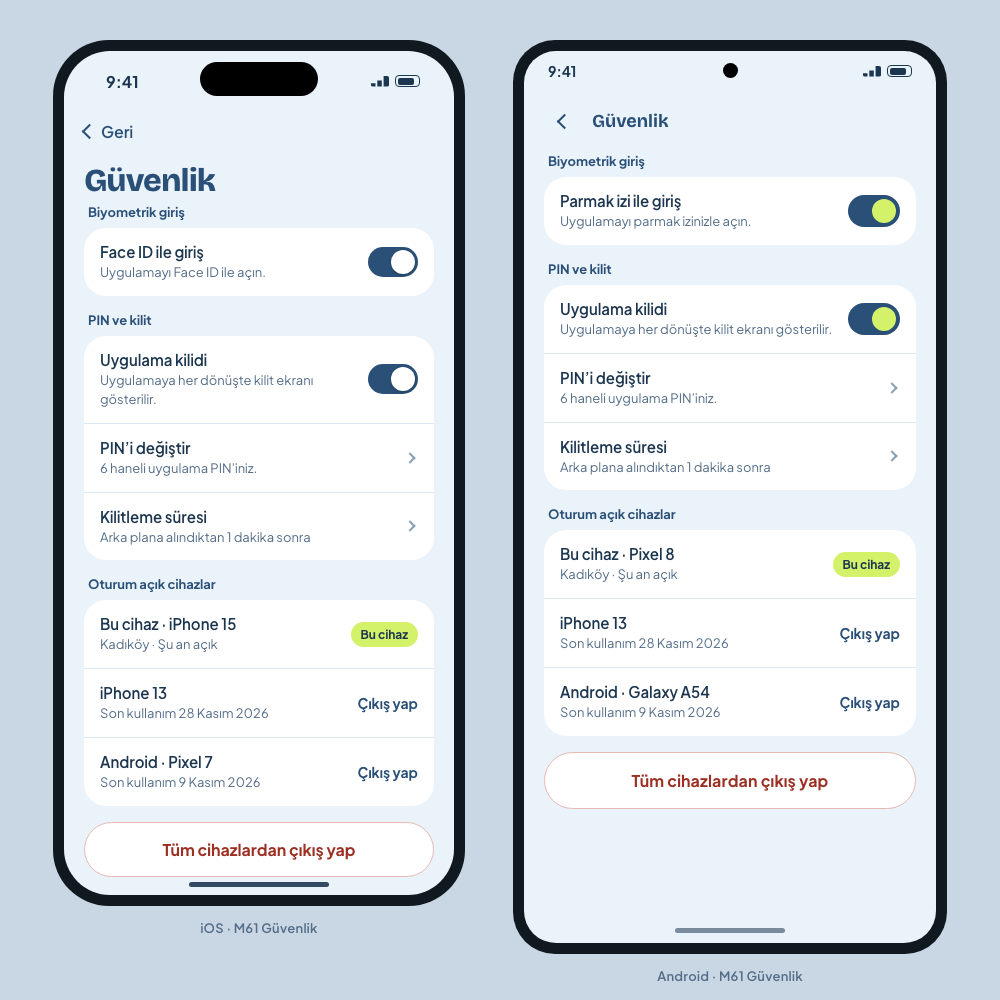 9:41
Geri
Güvenlik
Biyometrik giriş
Face ID ile giriş
Uygulamayı Face ID ile açın.
PIN ve kilit
Uygulama kilidi
Uygulamaya her dönüşte kilit ekranı
gösterilir.
PIN’i değiştir
6 haneli uygulama PIN’iniz.
Kilitleme süresi
Arka plana alındıktan 1 dakika sonra
Oturum açık cihazlar
Bu cihaz · iPhone 15
Kadıköy · Şu an açık
Bu cihaz
iPhone 13
Son kullanım 28 Kasım 2026
Çıkış yap
Android · Pixel 7
Son kullanım 9 Kasım 2026
Çıkış yap
Tüm cihazlardan çıkış yap
iOS · M61 Güvenlik
9:41
Güvenlik
Biyometrik giriş
Parmak izi ile giriş
Uygulamayı parmak izinizle açın.
PIN ve kilit
Uygulama kilidi
Uygulamaya her dönüşte kilit ekranı gösterilir.
PIN’i değiştir
6 haneli uygulama PIN’iniz.
Kilitleme süresi
Arka plana alındıktan 1 dakika sonra
Oturum açık cihazlar
Bu cihaz · Pixel 8
Kadıköy · Şu an açık
Bu cihaz
iPhone 13
Son kullanım 28 Kasım 2026
Çıkış yap
Android · Galaxy A54
Son kullanım 9 Kasım 2026
Çıkış yap
Tüm cihazlardan çıkış yap
Android · M61 Güvenlik